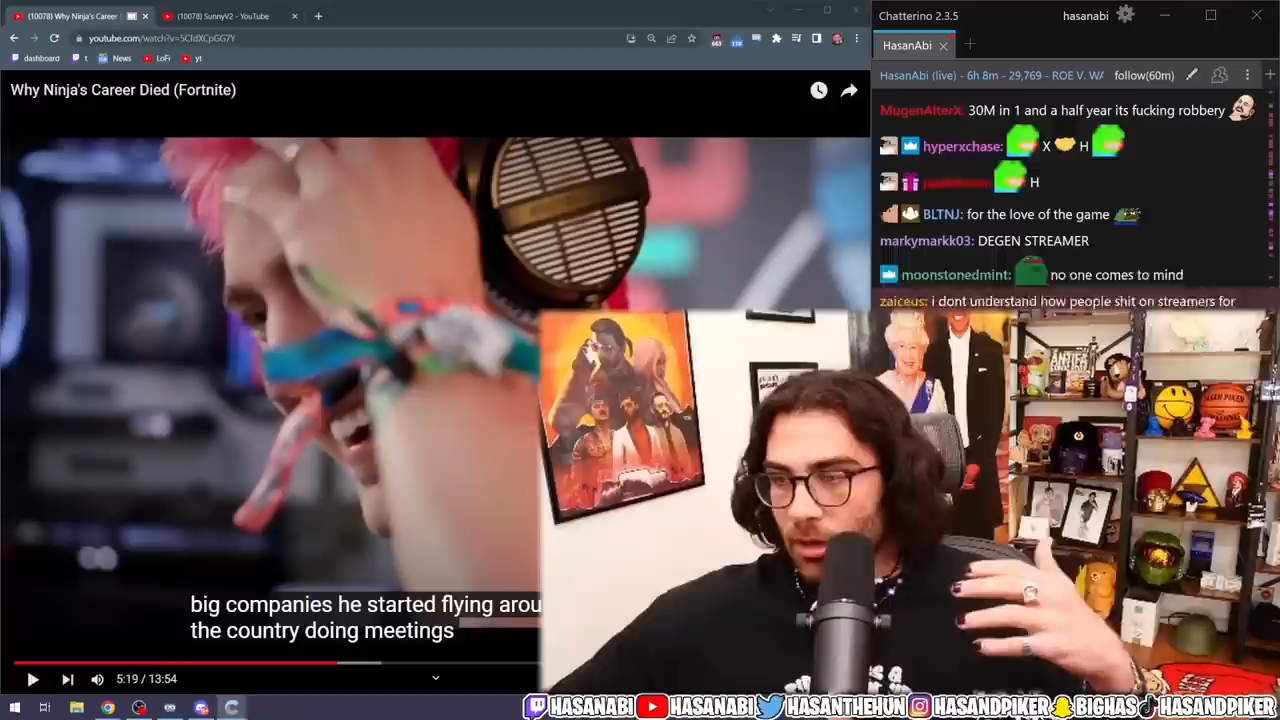 (10078) Why Ninja's Career
(10078) SunnyV2 - YouTube
Chatterino 2.3.5
hasanabi
youtube.com/watch?v=5CfdXCpGG7Y
HasanAbi
dashboard
t
News
LoFi
yt
HasanAbi (live) - 6h 8m - 29,769 - ROE V. WA
follow(60m)
Why Ninja's Career Died (Fortnite)
MugenAlterX: 30M in 1 and a half year its fucking robbery
hyperxchase: X H
H
BLTNJ: for the love of the game
markymarkk03: DEGEN STREAMER
moonstonedmint: no one comes to mind
zaiceus: i dont understand how people shit on streamers for
ANTIFA
big companies he started flying arou
the country doing meetings
5:19 / 13:54
HASANABI
HASANABI
HASANTHEHUN
HASANDPIKER
BIGHAS
HASANDPIKER